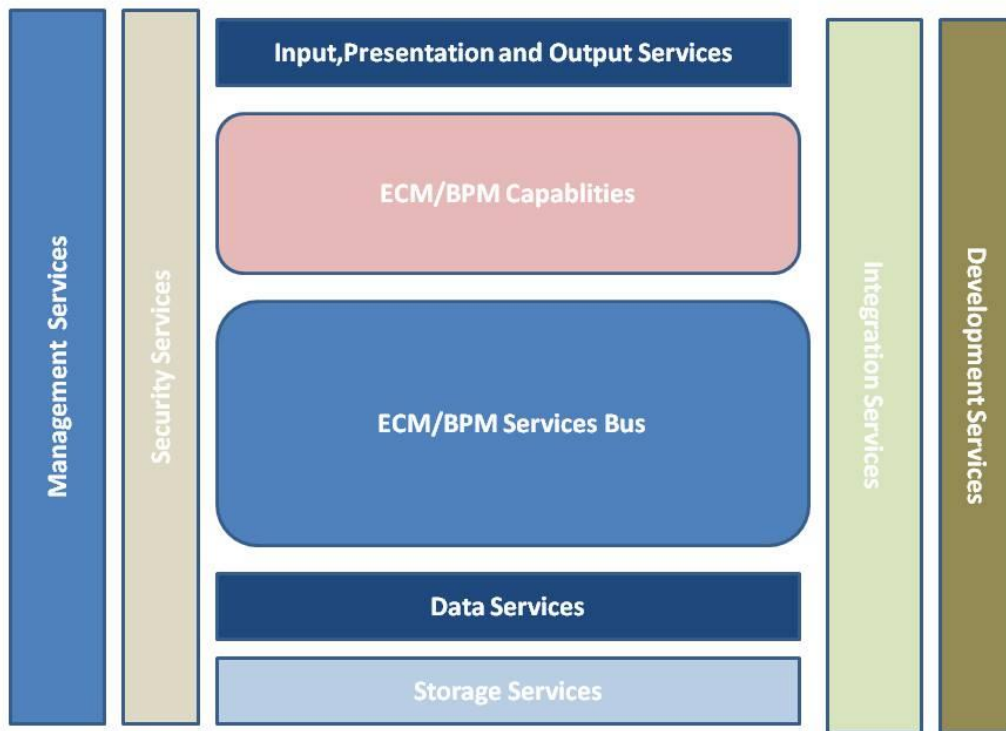 Input,Presentation and Output Services
ECM/BPM Capablities
ECM/BPM Services Bus
Data Services
Storage Services
Management Services
Security Services
Integration Services
Development Services